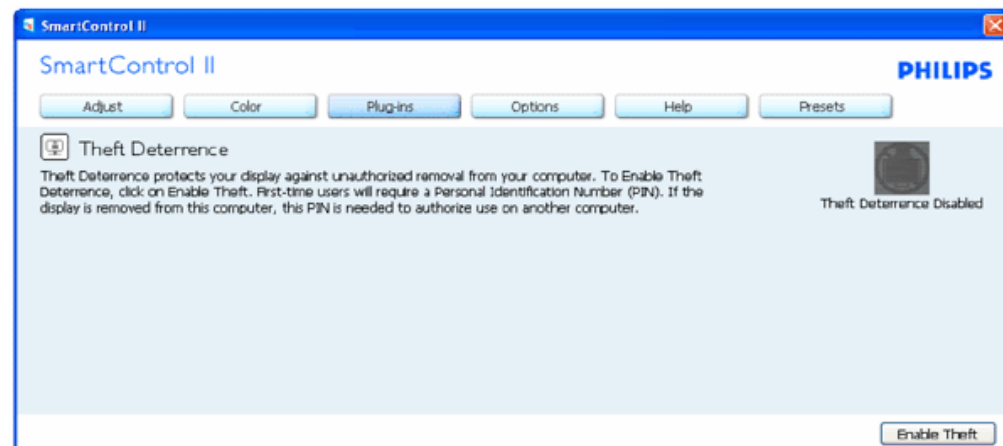 SmartControl II
SmartControl II
PHILIPS
Adjust
Color
Plug-ins
Options
Help
Presets
Theft Deterrence
Theft Deterrence protects your display against unauthorized removal from your computer. To Enable Theft
Deterrence, click on Enable Theft. First-time users will require a Personal Identification Number (PIN). If the
display is removed from this computer, this PIN is needed to authorize use on another computer.
Theft Deterrence Disabled
Enable Theft